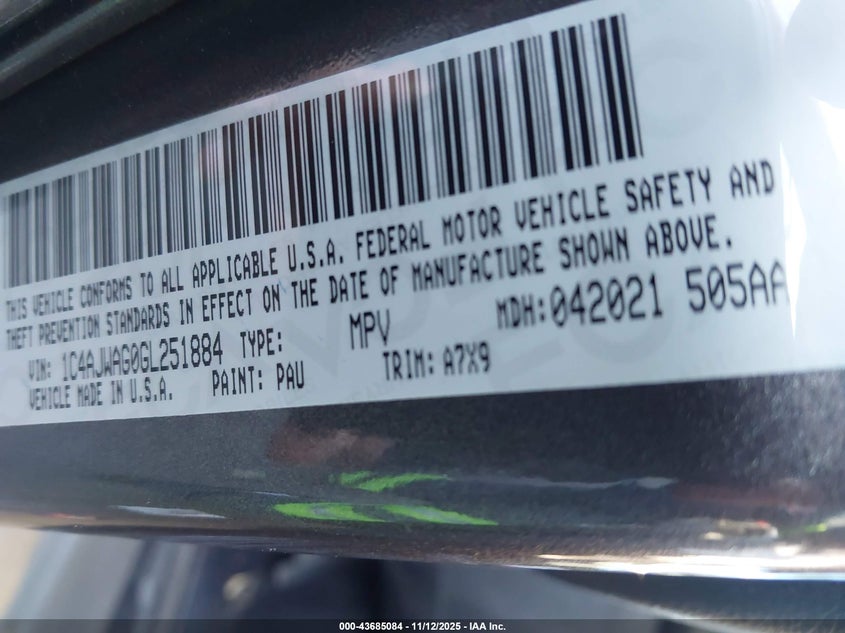 THIS VEHICLE CONFORMS TO ALL APPLICABLE U.S.A. FEDERAL MOTOR VEHICLE SAFETY AND
THEFT PREVENTION STANDARDS IN EFFECT ON THE DATE OF MANUFACTURE SHOWN ABOVE.
VIN: 1C4AJWAG0GL251884 TYPE: MPV MDH: 042021 505AA
VEHICLE MADE IN U.S.A. PAINT: PAU TRIM: A7X9
000-43685084 - 11/12/2025 - IAA Inc.